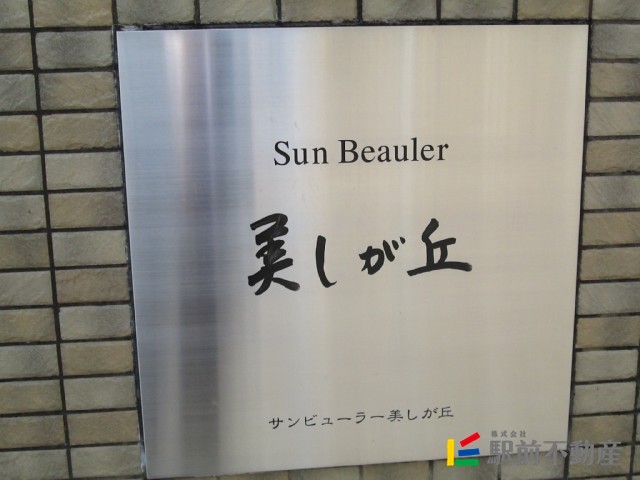 Sun Beauler
美しが丘
サンビューラー美しが丘
株式会社
駅前不動産